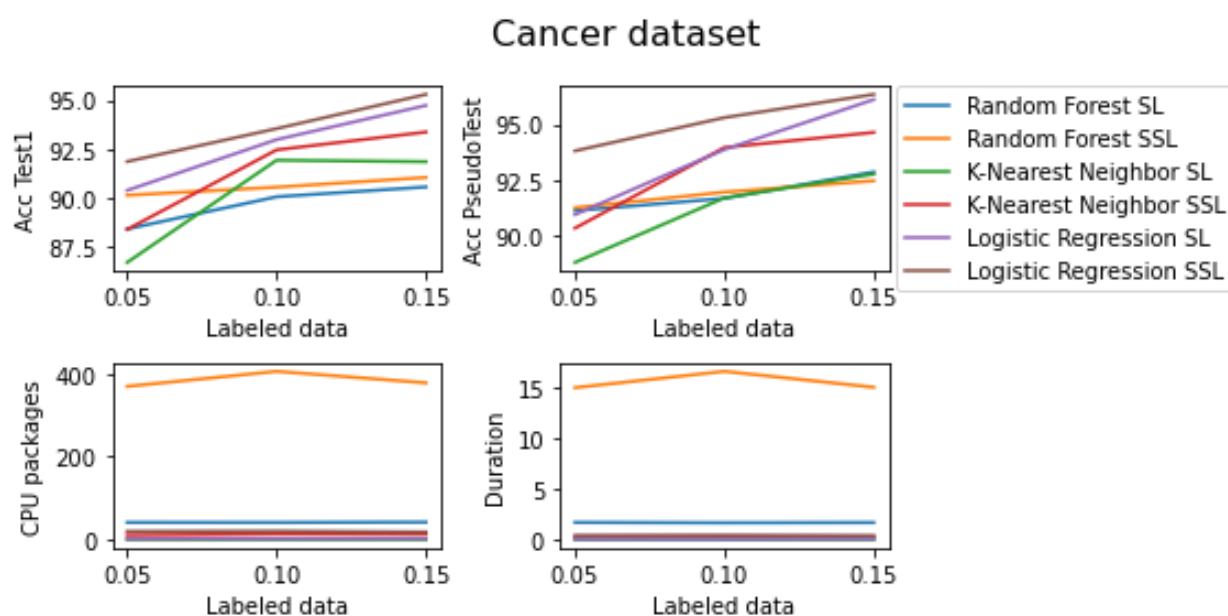 Cancer dataset
Acc Test1
95.0
92.5
90.0
87.5
0.05 0.10 0.15
Labeled data
Acc PseudoTest
95.0
92.5
90.0
0.05 0.10 0.15
Labeled data
Random Forest SL
Random Forest SSL
K-Nearest Neighbor SL
K-Nearest Neighbor SSL
Logistic Regression SL
Logistic Regression SSL
CPU packages
400
200
0
0.05 0.10 0.15
Labeled data
Duration
15
10
5
0
0.05 0.10 0.15
Labeled data